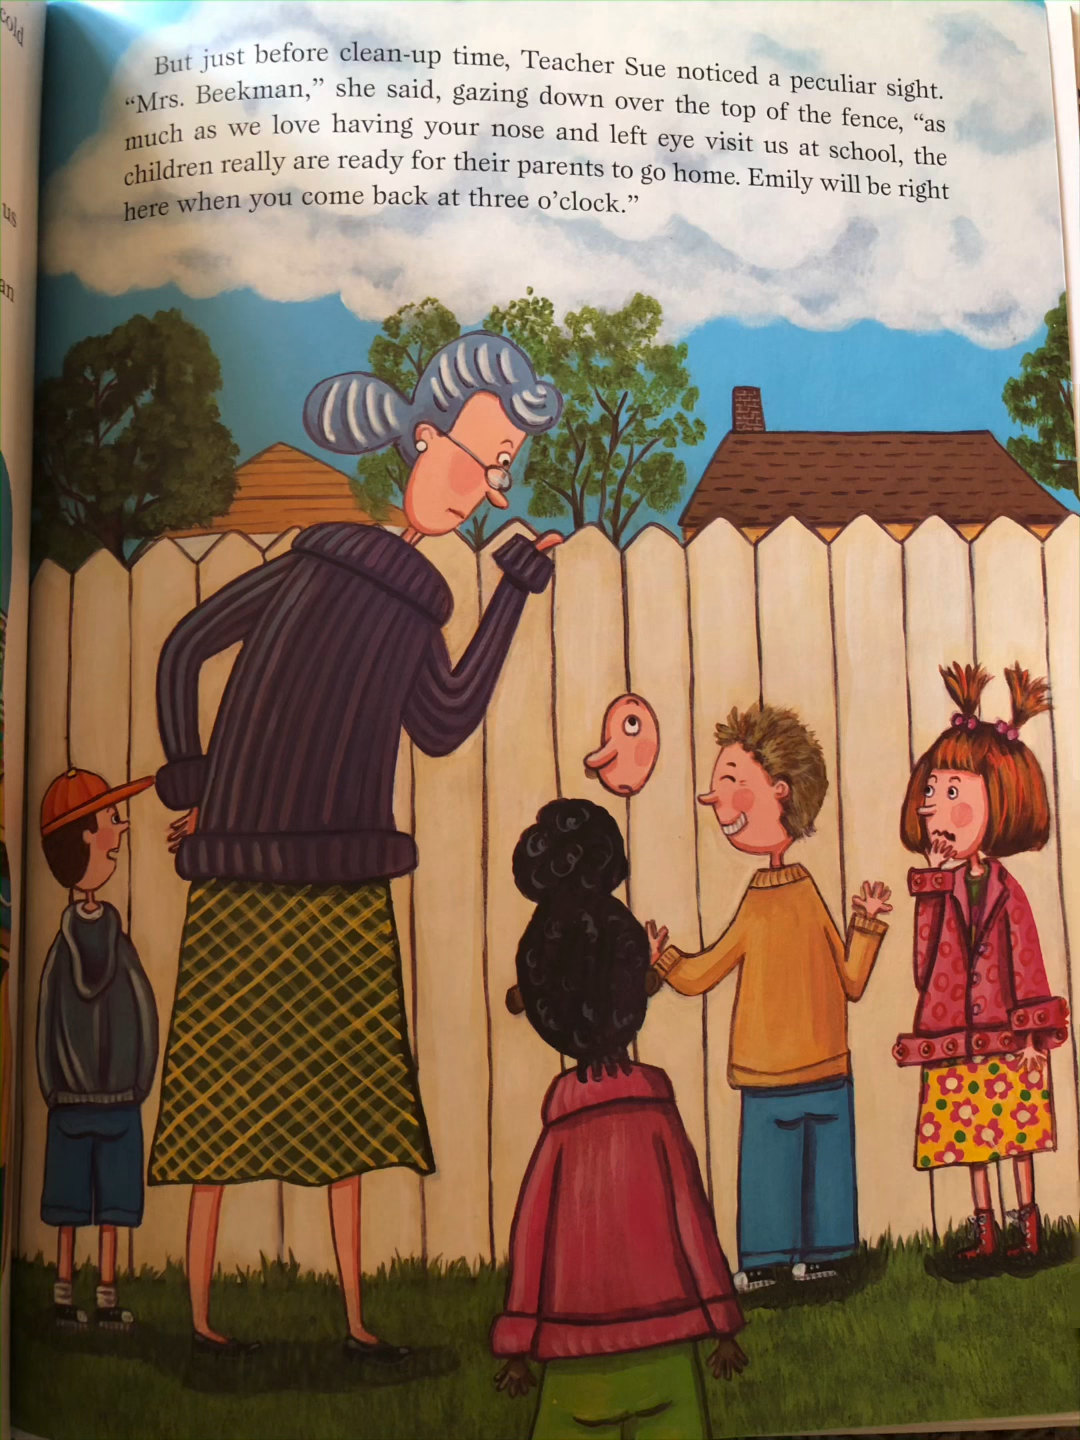 cold
us
an
But just before clean-up time, Teacher Sue noticed a peculiar sight.
“Mrs. Beekman,” she said, gazing down over the top of the fence, “as
much as we love having your nose and left eye visit us at school, the
children really are ready for their parents to go home. Emily will be right
here when you come back at three o’clock.”